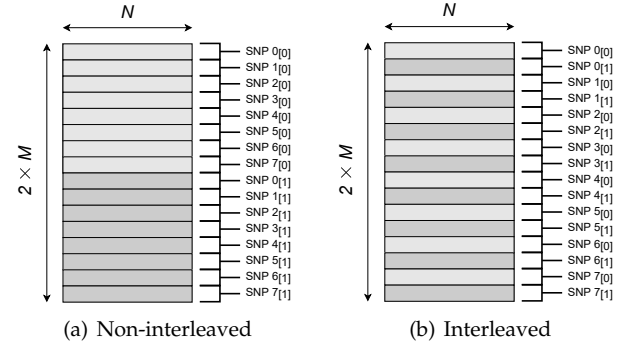 N
2 × M
SNP 0[0]
SNP 1[0]
SNP 2[0]
SNP 3[0]
SNP 4[0]
SNP 5[0]
SNP 6[0]
SNP 7[0]
SNP 0[1]
SNP 1[1]
SNP 2[1]
SNP 3[1]
SNP 4[1]
SNP 5[1]
SNP 6[1]
SNP 7[1]
(a) Non-interleaved
N
2 × M
SNP 0[0]
SNP 0[1]
SNP 1[0]
SNP 1[1]
SNP 2[0]
SNP 2[1]
SNP 3[0]
SNP 3[1]
SNP 4[0]
SNP 4[1]
SNP 5[0]
SNP 5[1]
SNP 6[0]
SNP 6[1]
SNP 7[0]
SNP 7[1]
(b) Interleaved